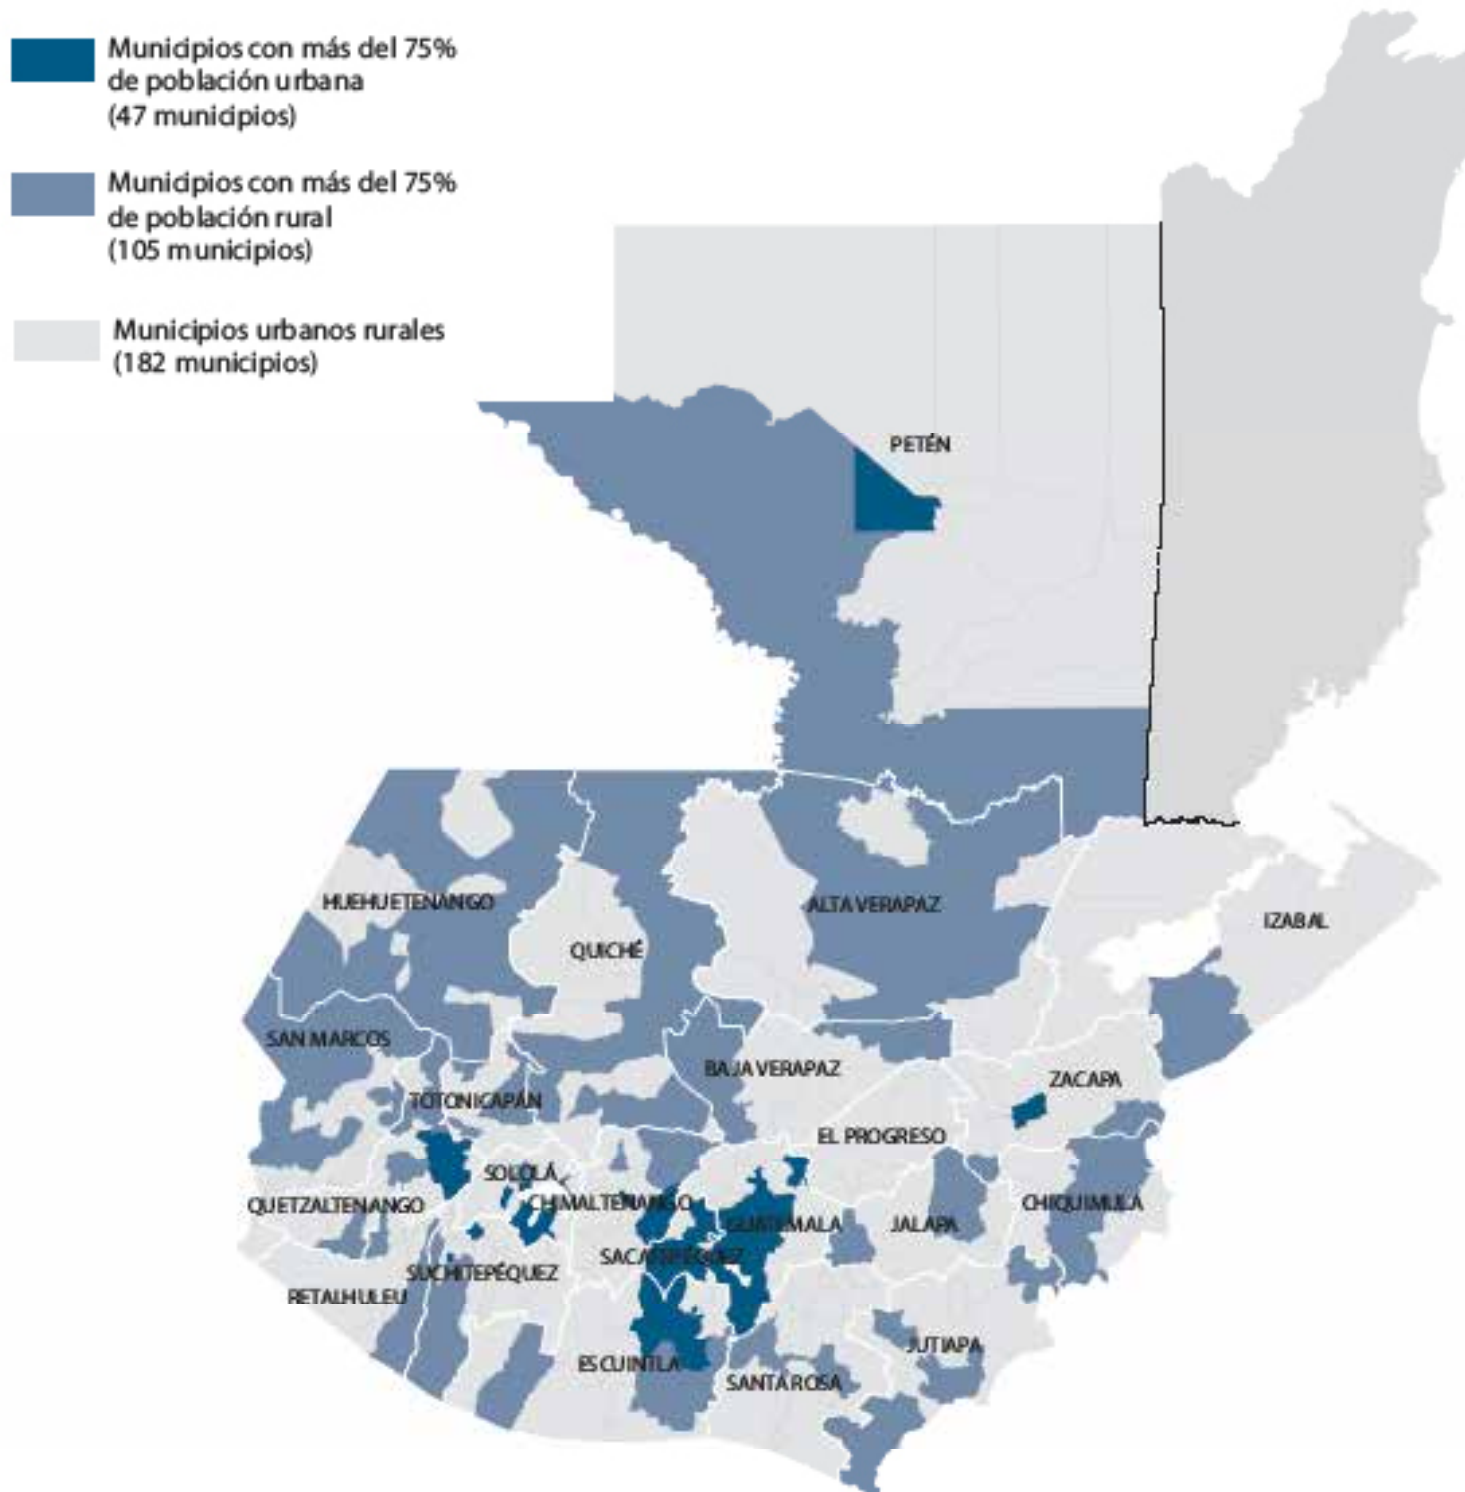 Municipios con más del 75%
de población urbana
(47 municipios)
Municipios con más del 75%
de población rural
(105 municipios)
Municipios urbanos rurales
(182 municipios)
PETÉN
HUEHUETENANGO
ALTA VERAPAZ
IZABAL
QUICHÉ
SAN MARCOS
BAJA VERAPAZ
ZACAPA
TOTONICAPÁN
EL PROGRESO
SOLOLÁ
QUETZALTENANGO
CHIMALTENANGO
GUATEMALA
JALAPA
CHIQUIMULA
SACATEPÉQUEZ
SUCHITEPÉQUEZ
RETALHULEU
JUTIAPA
ESCUINTLA
SANTA ROSA